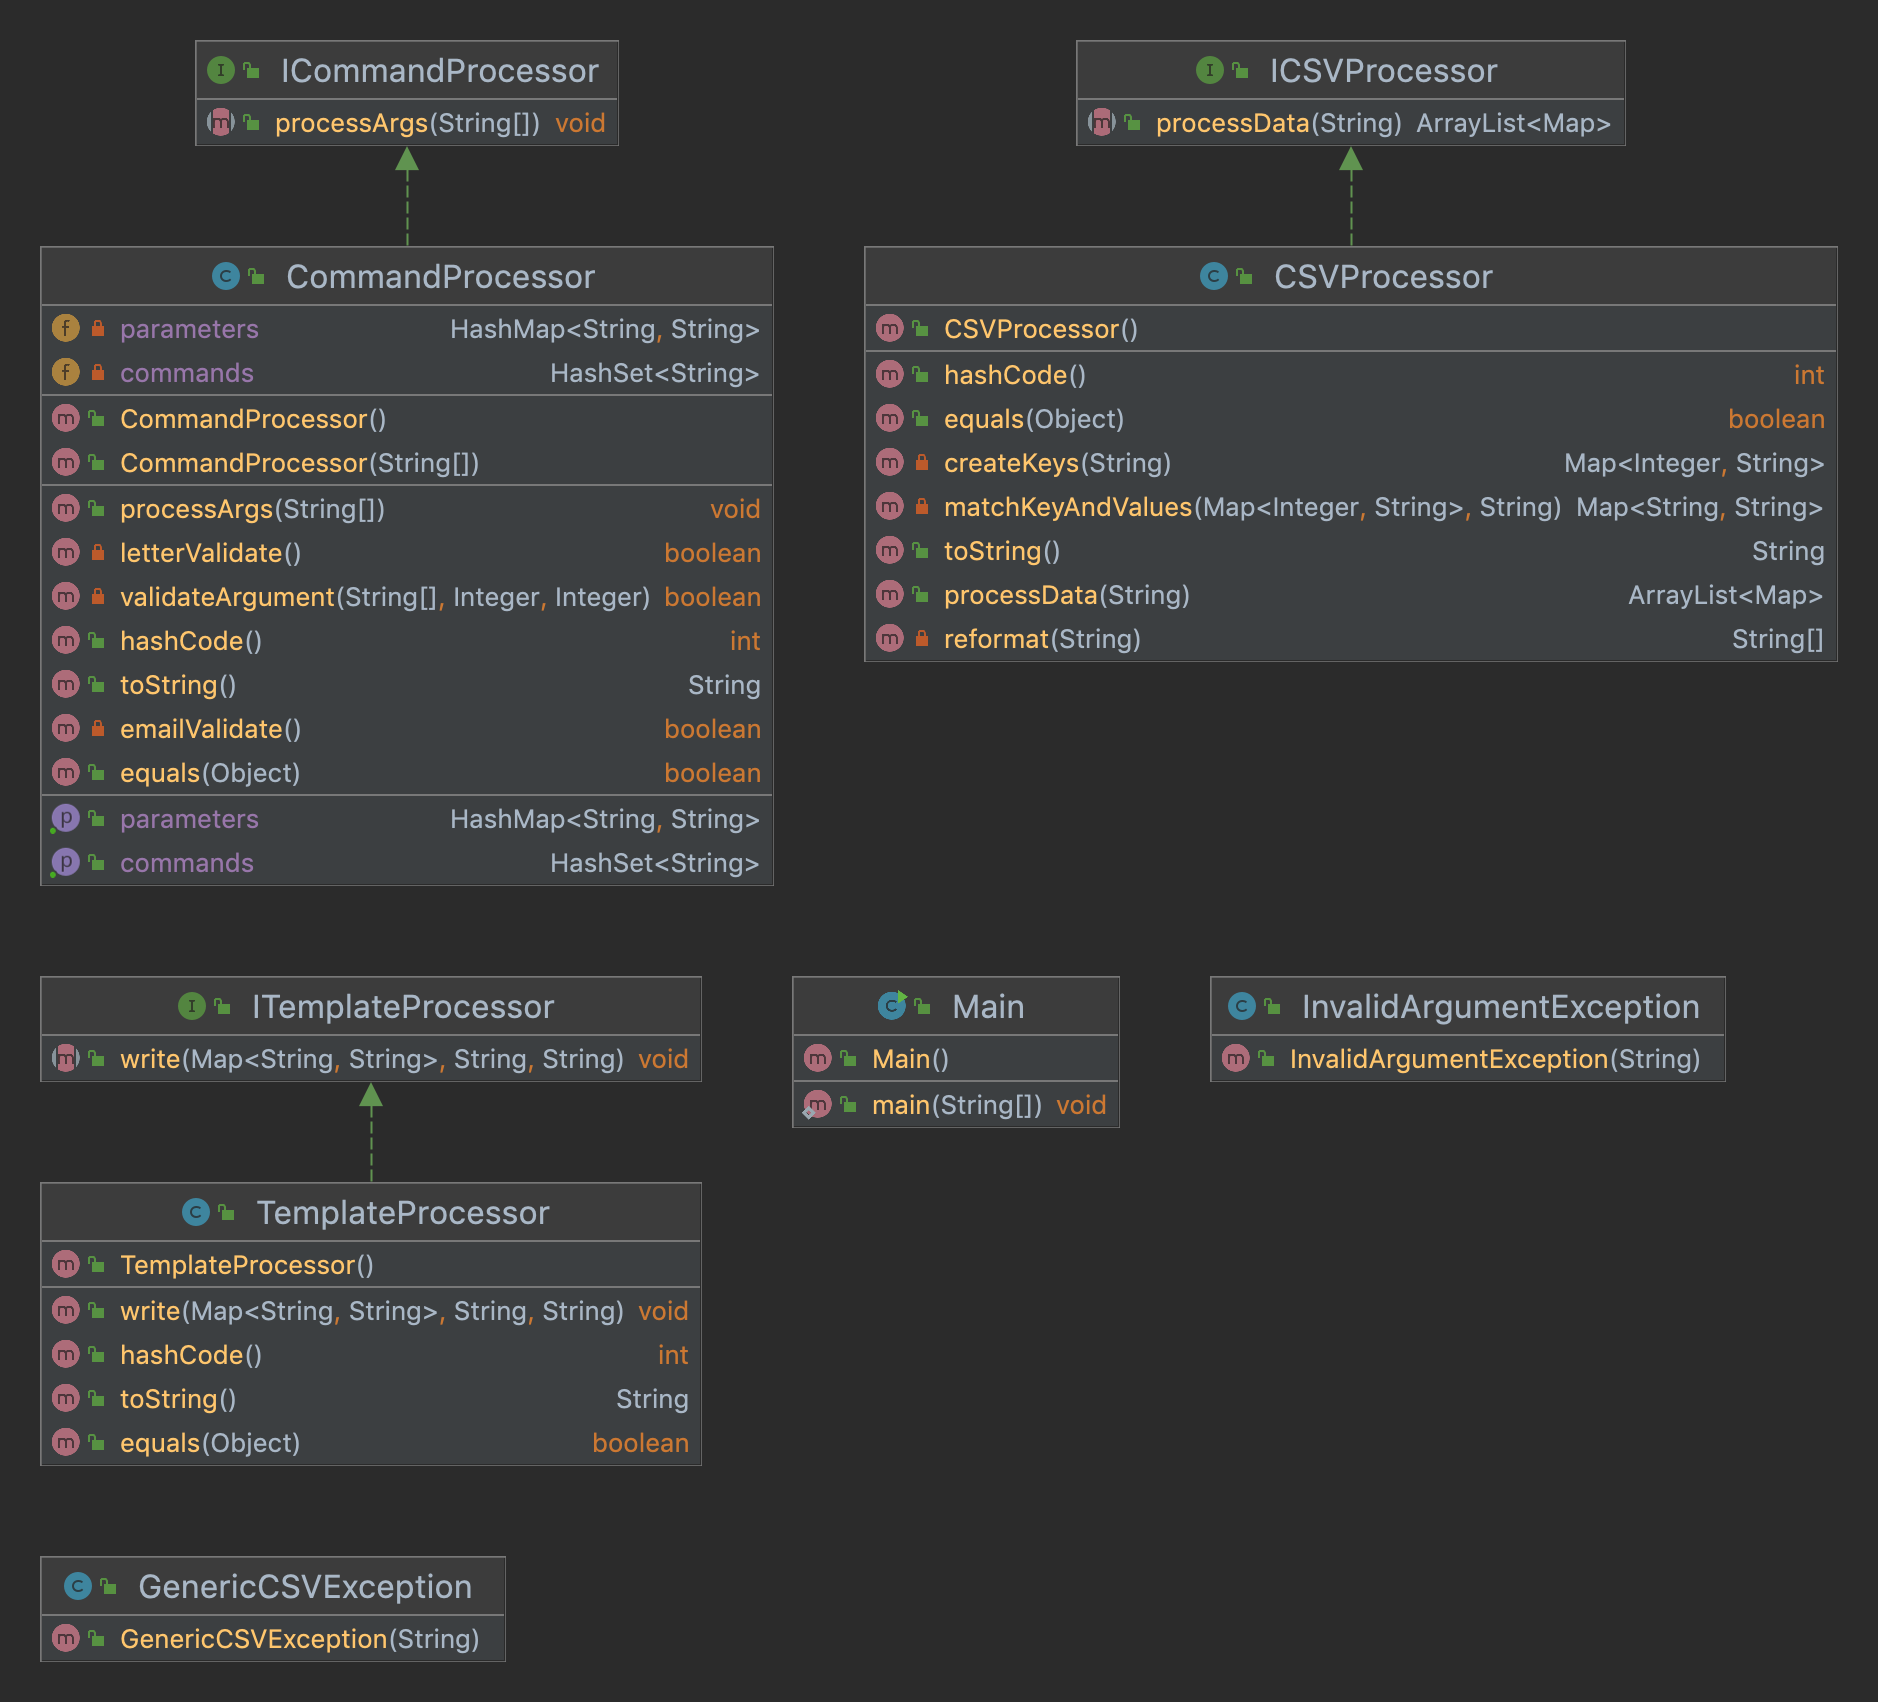 ICommandProcessor
processArgs(String[]) void
ICSVProcessor
processData(String) ArrayList<Map>
CommandProcessor
parameters HashMap<String, String>
commands HashSet<String>
CommandProcessor()
CommandProcessor(String[])
processArgs(String[]) void
letterValidate() boolean
validateArgument(String[], Integer, Integer) boolean
hashCode() int
toString() String
emailValidate() boolean
equals(Object) boolean
parameters HashMap<String, String>
commands HashSet<String>
CSVProcessor
CSVProcessor()
hashCode() int
equals(Object) boolean
createKeys(String) Map<Integer, String>
matchKeyAndValues(Map<Integer, String>, String) Map<String, String>
toString() String
processData(String) ArrayList<Map>
reformat(String) String[]
ITemplateProcessor
write(Map<String, String>, String, String) void
Main
Main()
main(String[]) void
InvalidArgumentException
InvalidArgumentException(String)
TemplateProcessor
TemplateProcessor()
write(Map<String, String>, String, String) void
hashCode() int
toString() String
equals(Object) boolean
GenericCSVException
GenericCSVException(String)